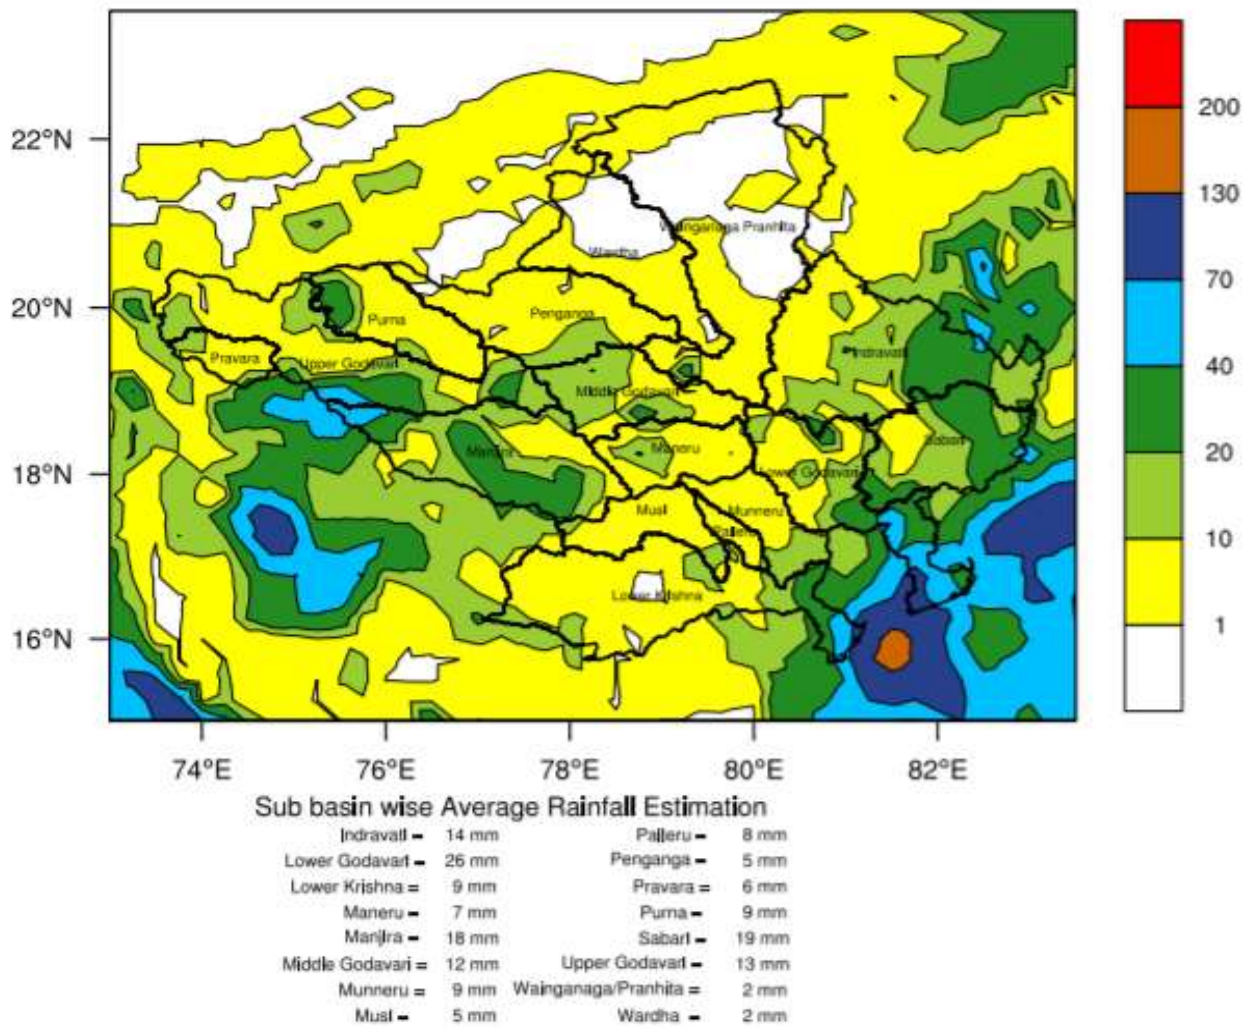 22°N
20°N
18°N
16°N
74°E 76°E 78°E 80°E 82°E
200
130
70
40
20
10
1
Wainganaga Pranhita
Wardha
Purna
Penganga
Pravara
Upper Godavari
Indravati
Middle Godavari
Manjira
Maneru
Sabari
Lower Godavari
Musi
Munneru
Palleru
Lower Krishna
Sub basin wise Average Rainfall Estimation
Indravati = 14 mm Palleru = 8 mm
Lower Godavari = 26 mm Penganga = 5 mm
Lower Krishna = 9 mm Pravara = 6 mm
Maneru = 7 mm Purna = 9 mm
Manjira = 18 mm Sabari = 19 mm
Middle Godavari = 12 mm Upper Godavari = 13 mm
Munneru = 9 mm Wainganaga/Pranhita = 2 mm
Musi = 5 mm Wardha = 2 mm